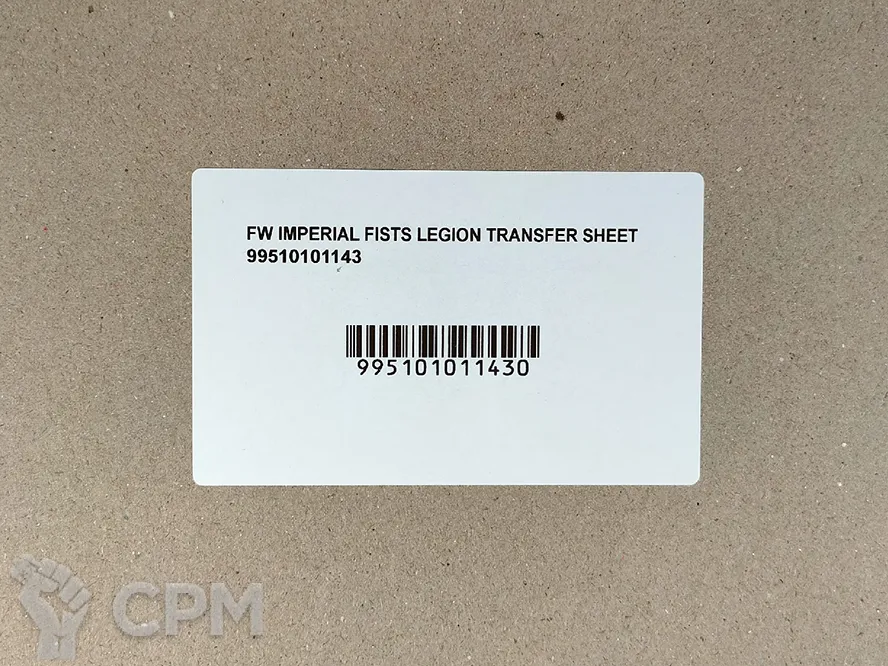 FW IMPERIAL FISTS LEGION TRANSFER SHEET
99510101143
995101011430
CPM